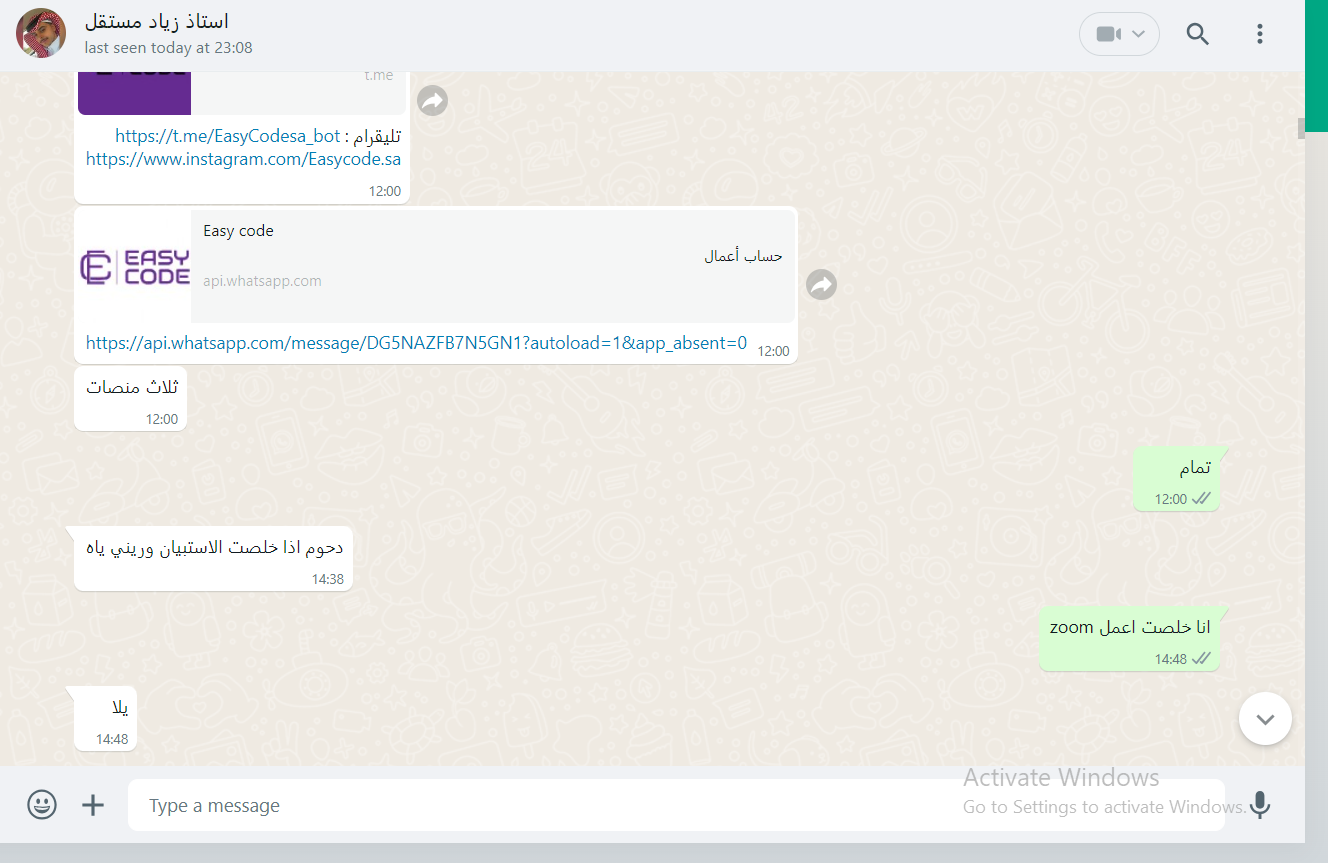 استاذ زياد مستقل
last seen today at 23:08
t.me
تليقرام : https://t.me/EasyCodesa_bot
https://www.instagram.com/Easycode.sa
12:00
EASY CODE
Easy code
حساب أعمال
api.whatsapp.com
https://api.whatsapp.com/message/DG5NAZFB7N5GN1?autoload=1&app_absent=0
12:00
ثلاث منصات
12:00
تمام
12:00
دحوم اذا خلصت الاستبيان وريني ياه
14:38
انا خلصت اعمل zoom
14:48
يلا
14:48
Type a message
Activate Windows
Go to Settings to activate Windows.